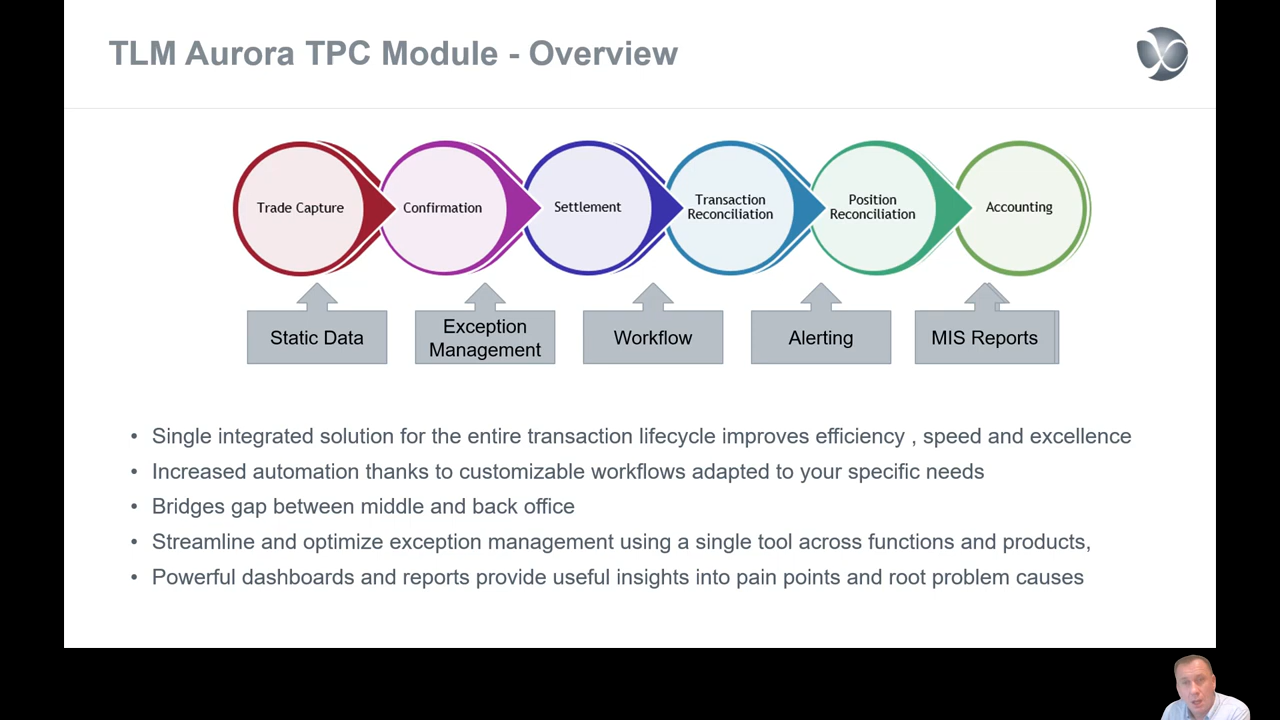 TLM Aurora TPC Module - Overview
Trade Capture
Confirmation
Settlement
Transaction
Reconciliation
Position
Reconciliation
Accounting
Static Data
Exception
Management
Workflow
Alerting
MIS Reports
• Single integrated solution for the entire transaction lifecycle improves efficiency , speed and excellence
• Increased automation thanks to customizable workflows adapted to your specific needs
• Bridges gap between middle and back office
• Streamline and optimize exception management using a single tool across functions and products,
• Powerful dashboards and reports provide useful insights into pain points and root problem causes